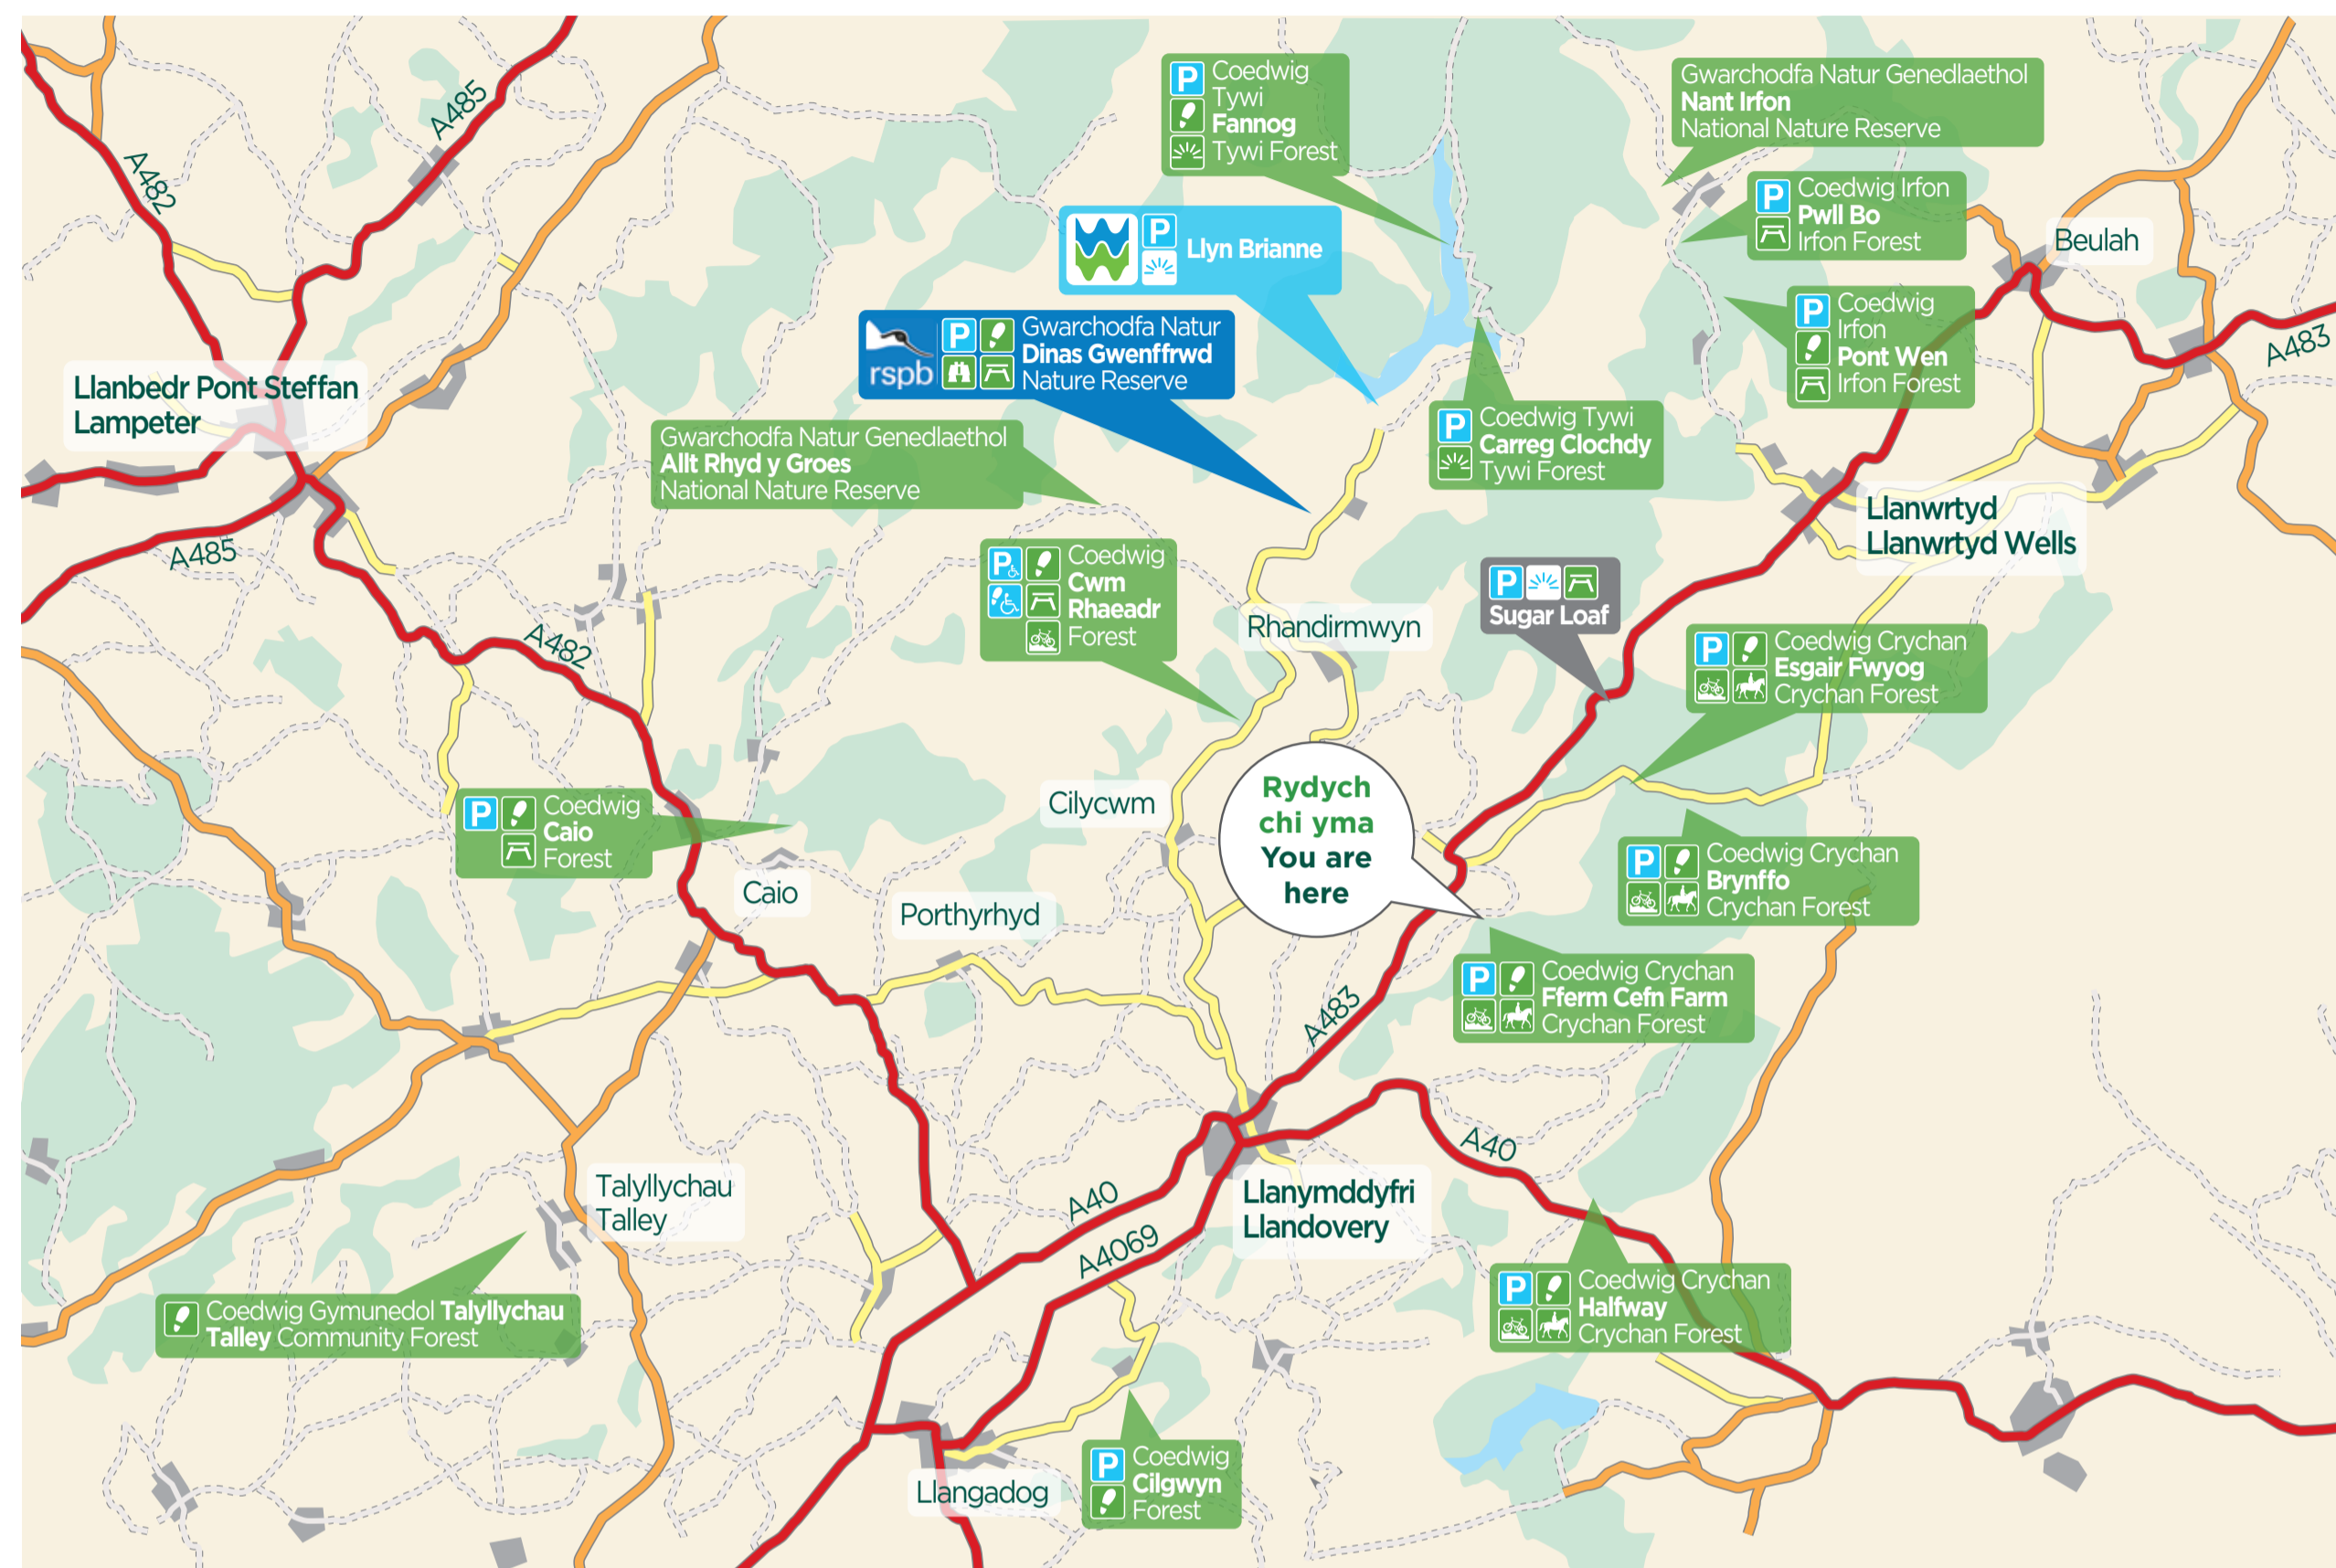 A485
A482
Coedwig
Tywi
Fannog
Tywi Forest
Gwarchodfa Natur Genedlaethol
Nant Irfon
National Nature Reserve
Coedwig Irfon
Pwll Bo
Irfon Forest
Beulah
Llyn Brianne
Coedwig
Irfon
Pont Wen
Irfon Forest
A483
rspb
Gwarchodfa Natur
Dinas Gwenffrwd
Nature Reserve
Llanbedr Pont Steffan
Lampeter
Gwarchodfa Natur Genedlaethol
Allt Rhyd y Groes
National Nature Reserve
Coedwig Tywi
Carreg Clochdy
Tywi Forest
Llanwrtyd
Llanwrtyd Wells
A485
Coedwig
Cwm
Rhaeadr
Forest
Sugar Loaf
Rhandirmwyn
A482
Coedwig Crychan
Esgair Fwyog
Crychan Forest
Rydych
chi yma
You are
here
Cilycwm
Coedwig
Caio
Forest
Caio
Porthyrhyd
Coedwig Crychan
Brynffo
Crychan Forest
Coedwig Crychan
Fferm Cefn Farm
Crychan Forest
A483
A40
Talyllychau
Talley
A40
A4069
Llanymddyfri
Llandovery
Coedwig Gymunedol Talyllychau
Talley Community Forest
Coedwig Crychan
Halfway
Crychan Forest
Llangadog
Coedwig
Cilgwyn
Forest